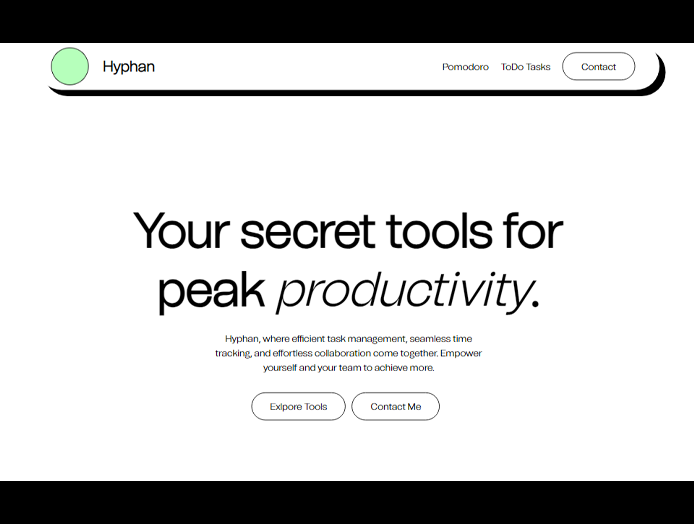 Hyphan
Pomodoro
ToDo Tasks
Contact
Your secret tools for
peak productivity.
Hyphan, where efficient task management, seamless time
tracking, and effortless collaboration come together. Empower
yourself and your team to achieve more.
Exlpore Tools
Contact Me